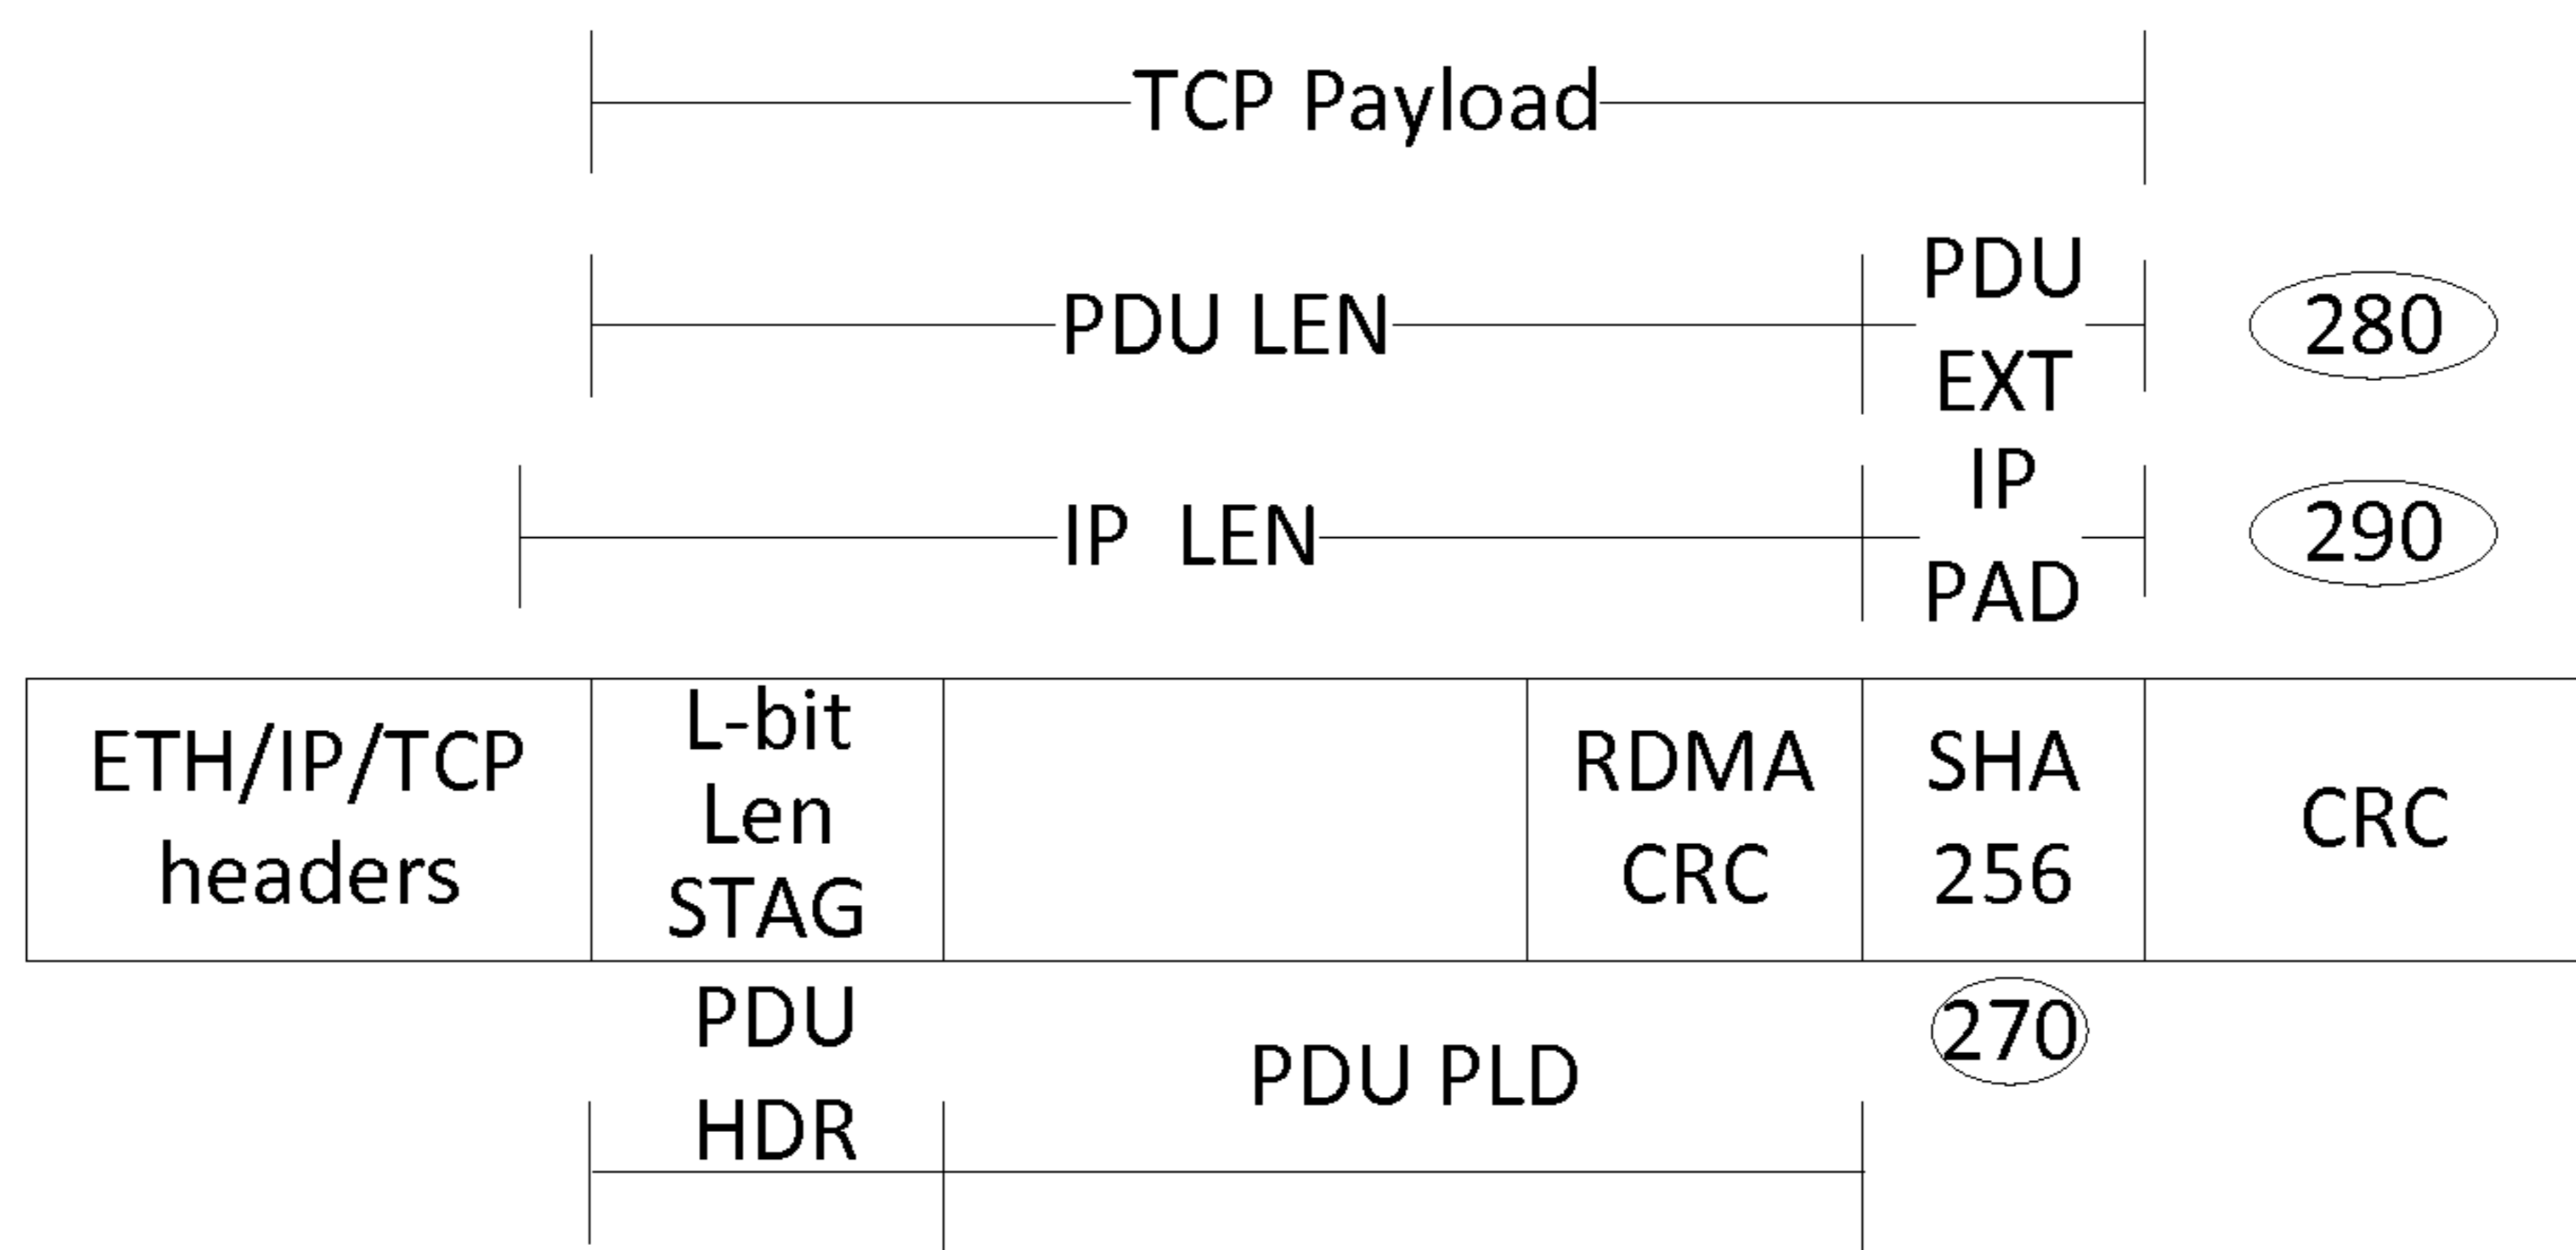 TCP Payload
PDU LEN
PDU
EXT
280
IP  LEN
IP
PAD
290
ETH/IP/TCP
headers
L-bit
Len
STAG
RDMA
CRC
SHA
256
CRC
PDU
HDR
PDU PLD
270